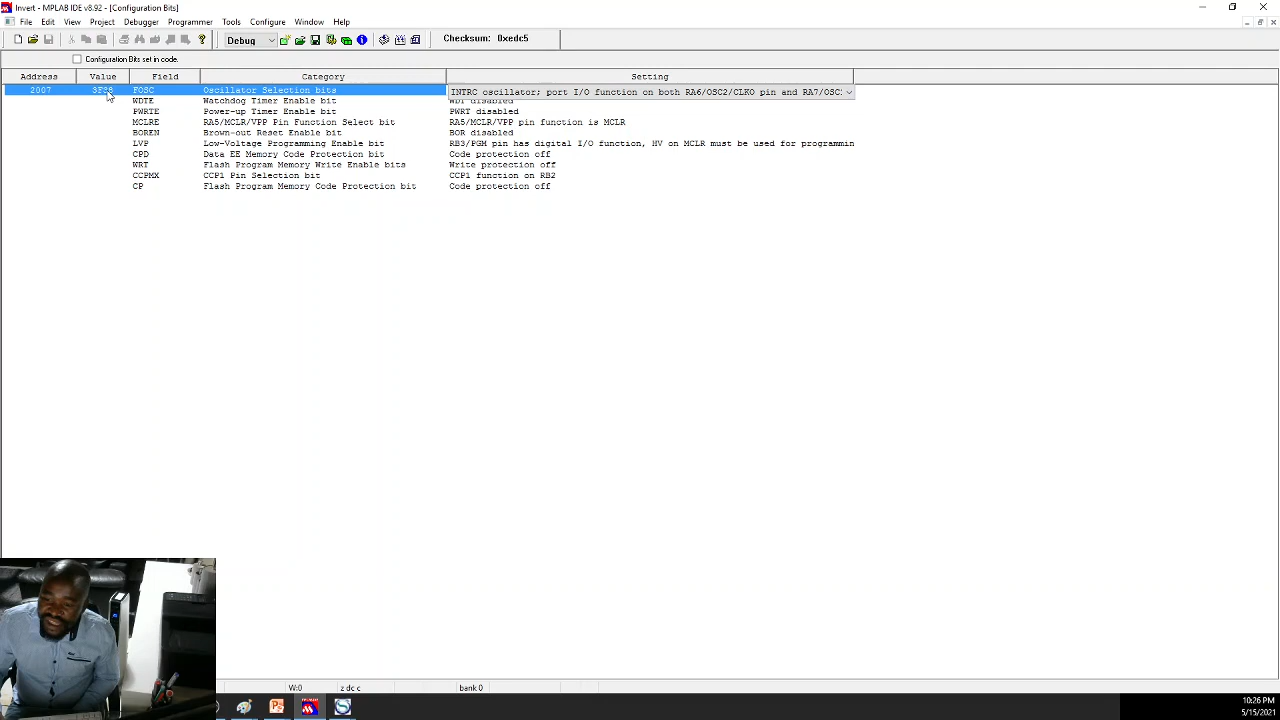 Invert - MPLAB IDE v8.92 - [Configuration Bits]
File Edit View Project Debugger Programmer Tools Configure Window Help
Debug Checksum: 0xedc5
Configuration Bits set in code.
Address Value Field Category Setting
2007 FOSC Oscillator Selection bits INTRC oscillator; port I/O function on both RA6/OSC2/CLKO pin and RA7/OSC:
WDTE Watchdog Timer Enable bit WDT disabled
PWRTE Power-up Timer Enable bit PWRT disabled
MCLRE RA5/MCLR/VPP Pin Function Select bit RA5/MCLR/VPP pin function is MCLR
BOREN Brown-out Reset Enable bit BOR disabled
LVP Low-Voltage Programming Enable bit RB3/PGM pin has digital I/O function, HV on MCLR must be used for programmin
CPD Data EE Memory Code Protection bit Code protection off
WRT Flash Program Memory Write Enable bits Write protection off
CCPMX CCP1 Pin Selection bit CCP1 function on RB2
CP Flash Program Memory Code Protection bit Code protection off
W:0 z dc c bank 0
10:26 PM
5/15/2021